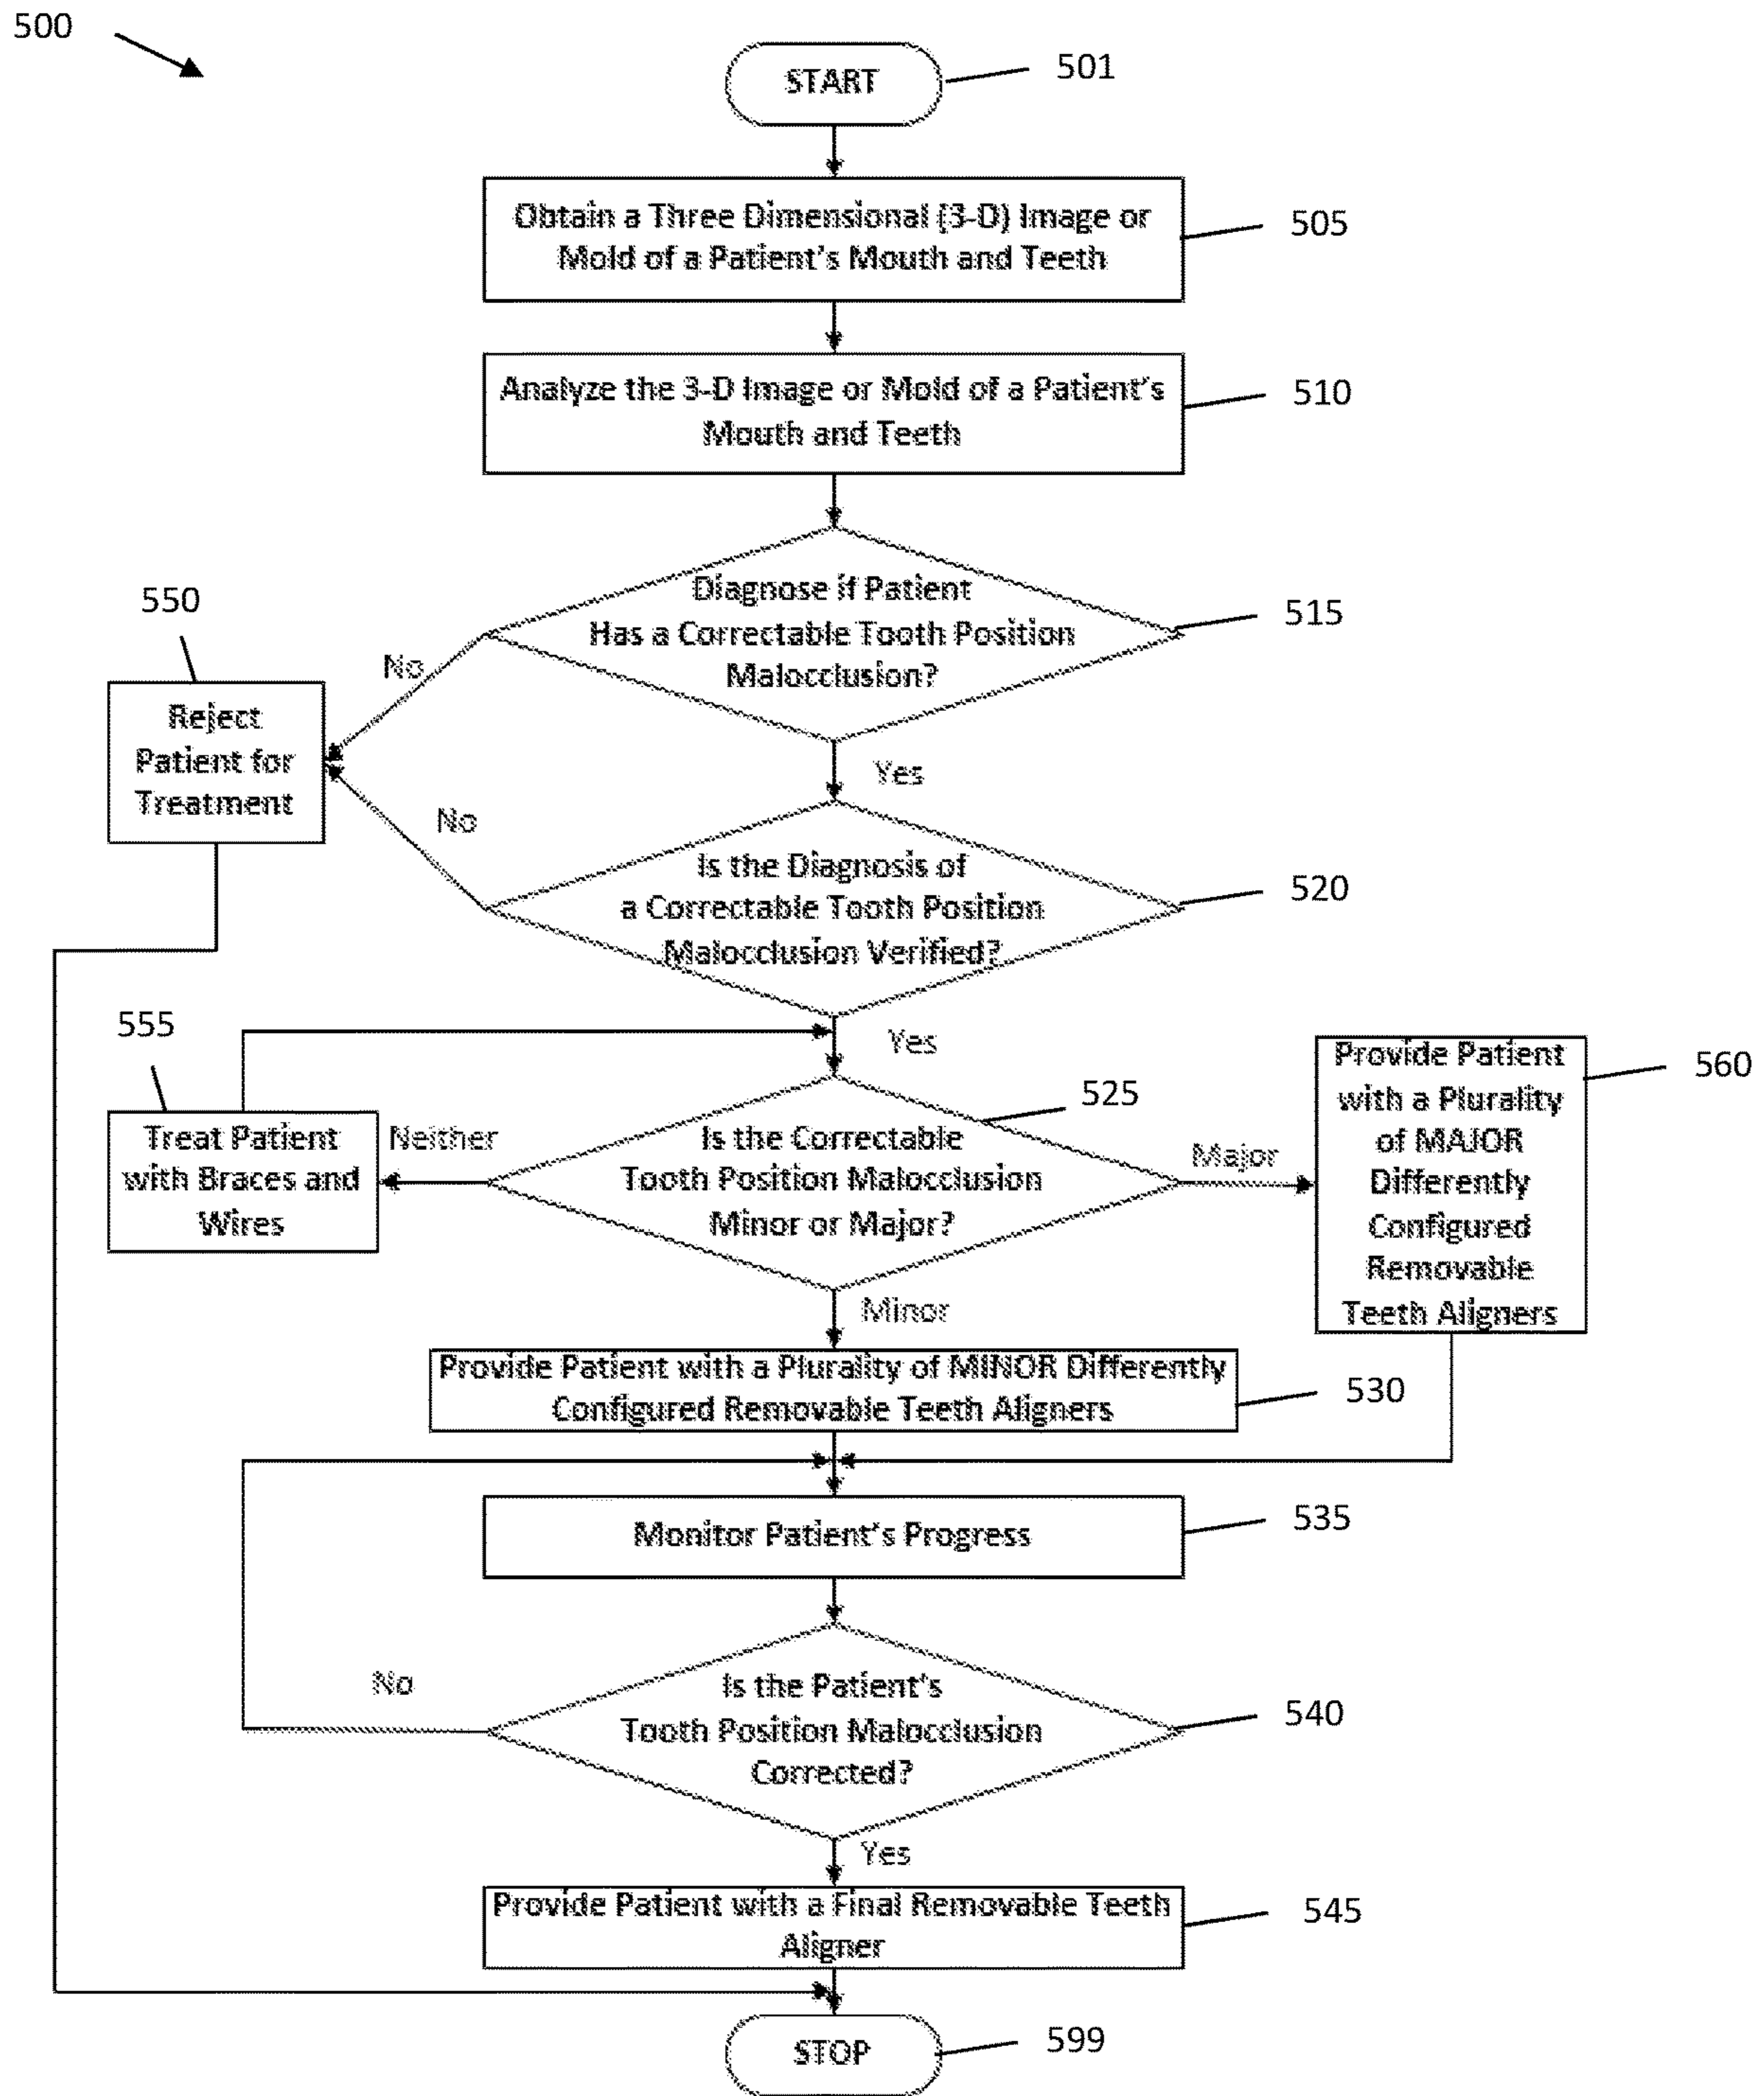 500
START
501
Obtain a Three Dimensional (3-D) Image or
Mold of a Patient's Mouth and Teeth
505
Analyze the 3-D Image or Mold of a Patient's
Mouth and Teeth
510
Diagnose if Patient
Has a Correctable Tooth Position
Malocclusion?
515
No
550
Reject
Patient for
Treatment
Yes
No
Is the Diagnosis of
a Correctable Tooth Position
Malocclusion Verified?
520
Yes
555
Treat Patient
with Braces and
Wires
Neither
Is the Correctable
Tooth Position Malocclusion
Minor or Major?
525
Major
Provide Patient
with a Plurality
of MAJOR
Differently
Configured
Removable
Teeth Aligners
560
Minor
Provide Patient with a Plurality of MINOR Differently
Configured Removable Teeth Aligners
530
Monitor Patient's Progress
535
No
Is the Patient's
Tooth Position Malocclusion
Corrected?
540
Yes
Provide Patient with a Final Removable Teeth
Aligner
545
STOP
599